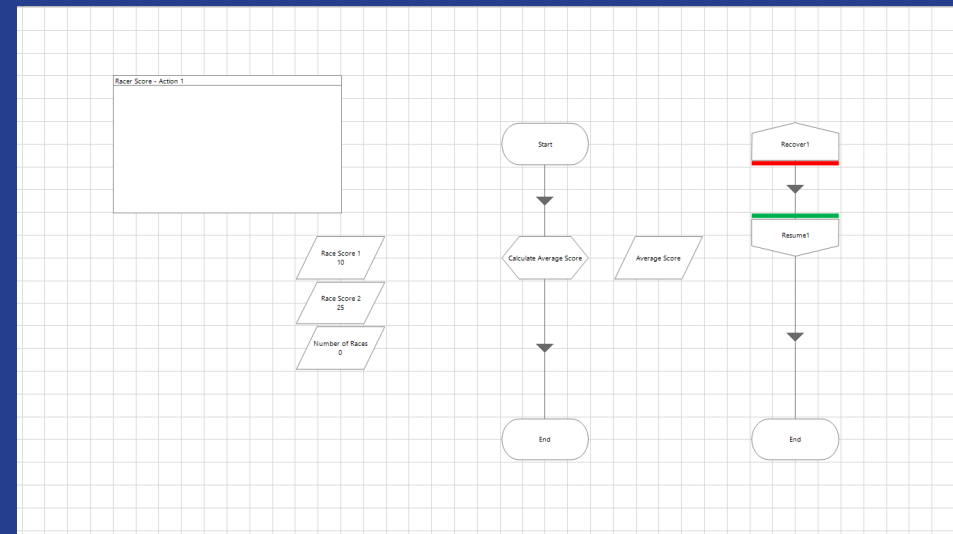 Racer Score - Action 1
Start
Recover1
Resume1
Race Score 1
10
Calculate Average Score
Average Score
Race Score 2
25
Number of Races
0
End
End